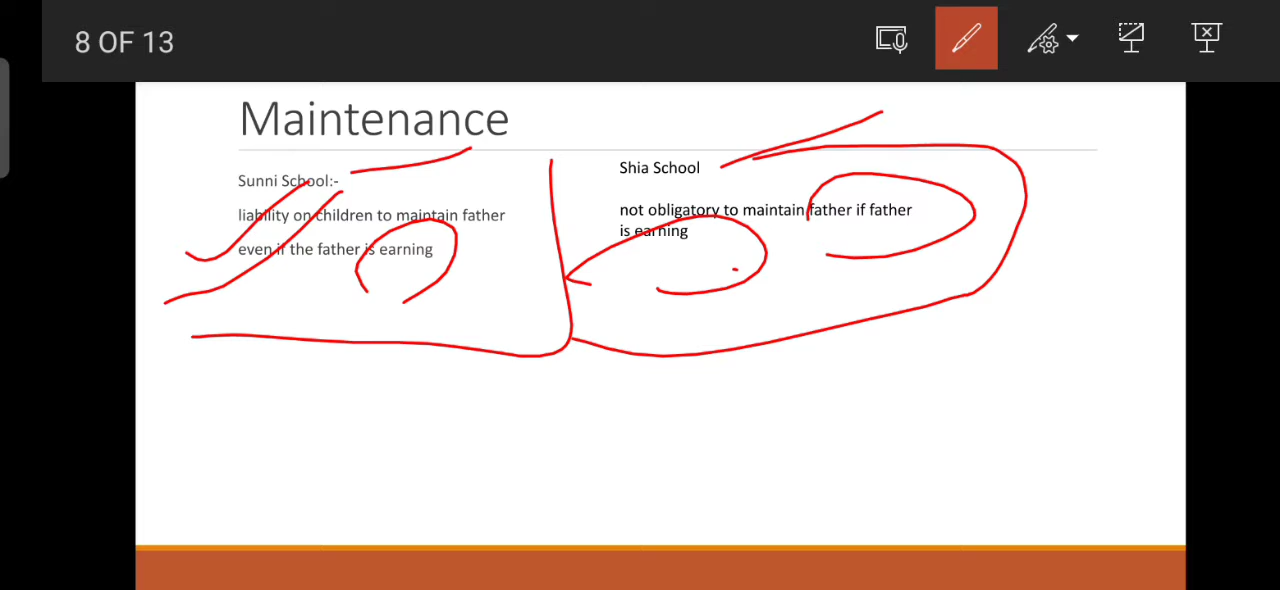 8 OF 13
Maintenance
Sunni School:-
liability on children to maintain father
even if the father is earning
Shia School
not obligatory to maintain father if father
is earning